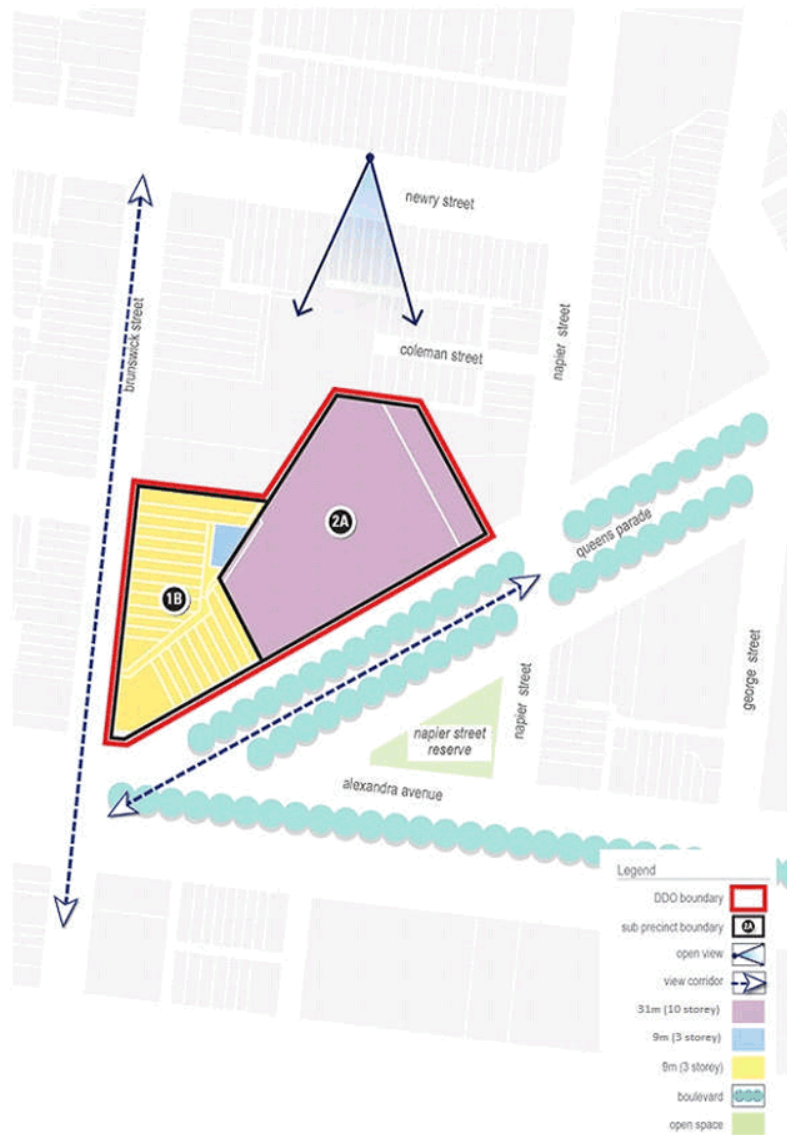 newry street
brunswick street
napier street
coleman street
2A
queens parade
1B
george street
napier street
napier street
reserve
alexandra avenue
Legend
DDO boundary
sub precinct boundary
2A
open view
view corridor
31m (10 storey)
9m (3 storey)
9m (3 storey)
boulevard
open space